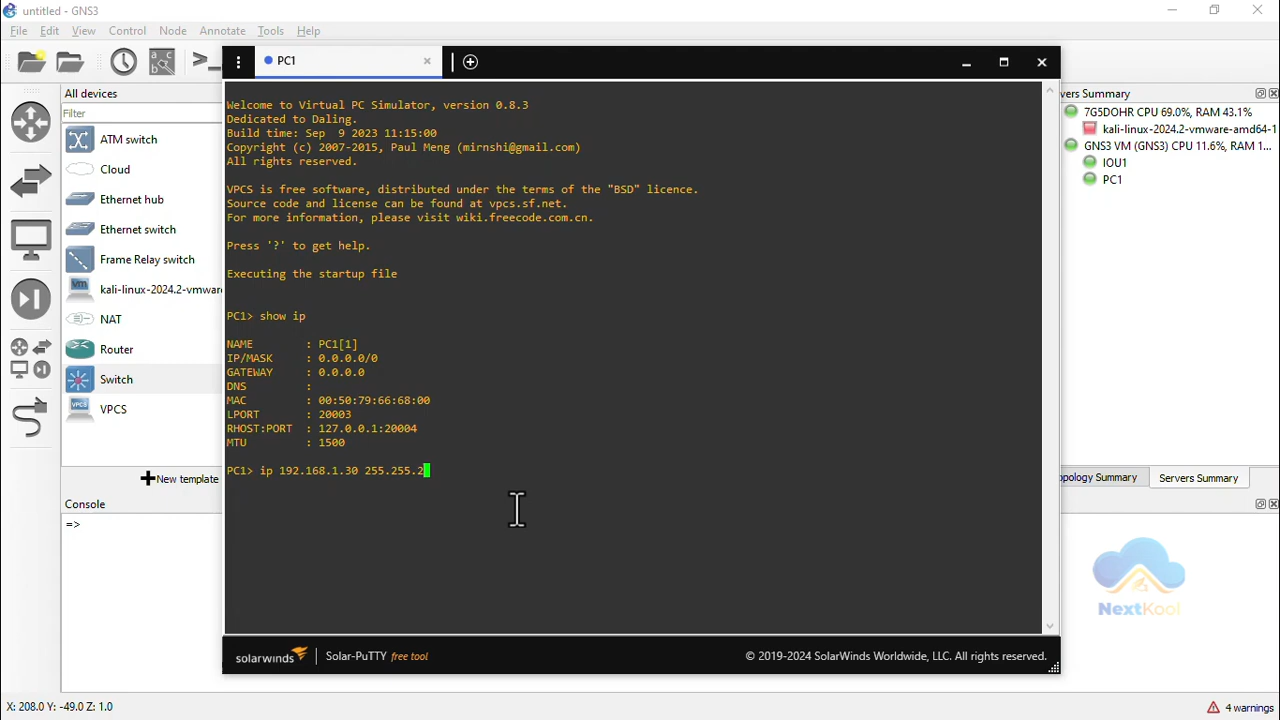 untitled - GNS3
File Edit View Control Node Annotate Tools Help
PC1
All devices
Filter
ATM switch
Cloud
Ethernet hub
Ethernet switch
Frame Relay switch
kali-linux-2024.2-vmware
NAT
Router
Switch
VPCS
New template
Console
=>
Welcome to Virtual PC Simulator, version 0.8.3
Dedicated to Daling.
Build time: Sep  9 2023 11:15:00
Copyright (c) 2007-2015, Paul Meng (mirnshi@gmail.com)
All rights reserved.
VPCS is free software, distributed under the terms of the "BSD" licence.
Source code and license can be found at vpcs.sf.net.
For more information, please visit wiki.freecode.com.cn.
Press '?' to get help.
Executing the startup file
PC1> show ip
NAME        : PC1[1]
IP/MASK     : 0.0.0.0/0
GATEWAY     : 0.0.0.0
DNS         :
MAC         : 00:50:79:66:68:00
LPORT       : 20003
RHOST:PORT  : 127.0.0.1:20004
MTU         : 1500
PC1> ip 192.168.1.30 255.255.2
solarwinds Solar-PuTTY free tool
© 2019-2024 SolarWinds Worldwide, LLC. All rights reserved.
vers Summary
7G5DOHR CPU 69.0%, RAM 43.1%
kali-linux-2024.2-vmware-amd64-1
GNS3 VM (GNS3) CPU 11.6%, RAM 1...
IOU1
PC1
opology Summary Servers Summary
NextKool
X: 208.0 Y: -49.0 Z: 1.0
4 warnings